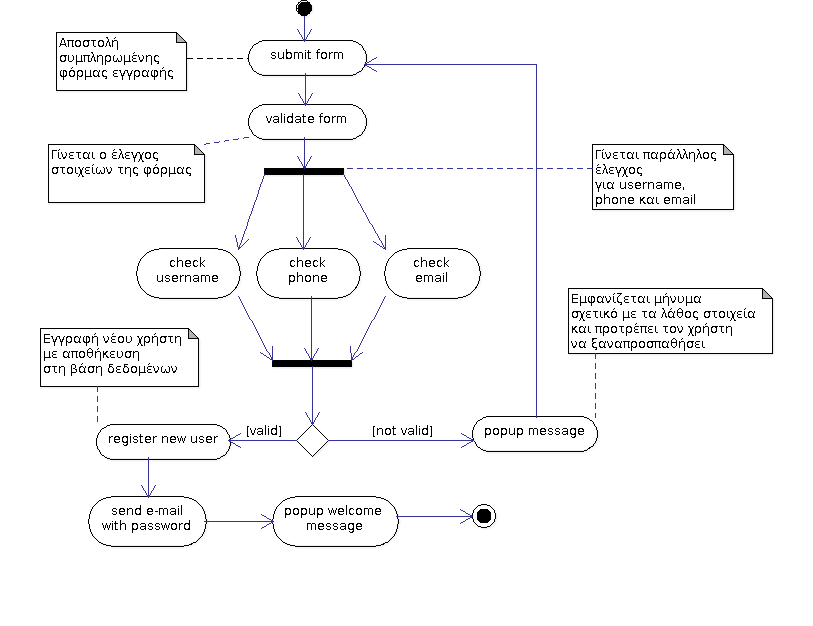 Αποστολή
συμπληρωμένης
φόρμας εγγραφής
submit form
validate form
Γίνεται ο έλεγχος
στοιχείων της φόρμας
Γίνεται παράλληλος
έλεγχος
για username,
phone και email
check
username
check
phone
check
email
Εμφανίζεται μήνυμα
σχετικό με τα λάθος στοιχεία
και προτρέπει τον χρήστη
να ξαναπροσπαθήσει
Εγγραφή νέου χρήστη
με αποθήκευση
στη βάση δεδομένων
register new user
[valid]
[not valid]
popup message
send e-mail
with password
popup welcome
message